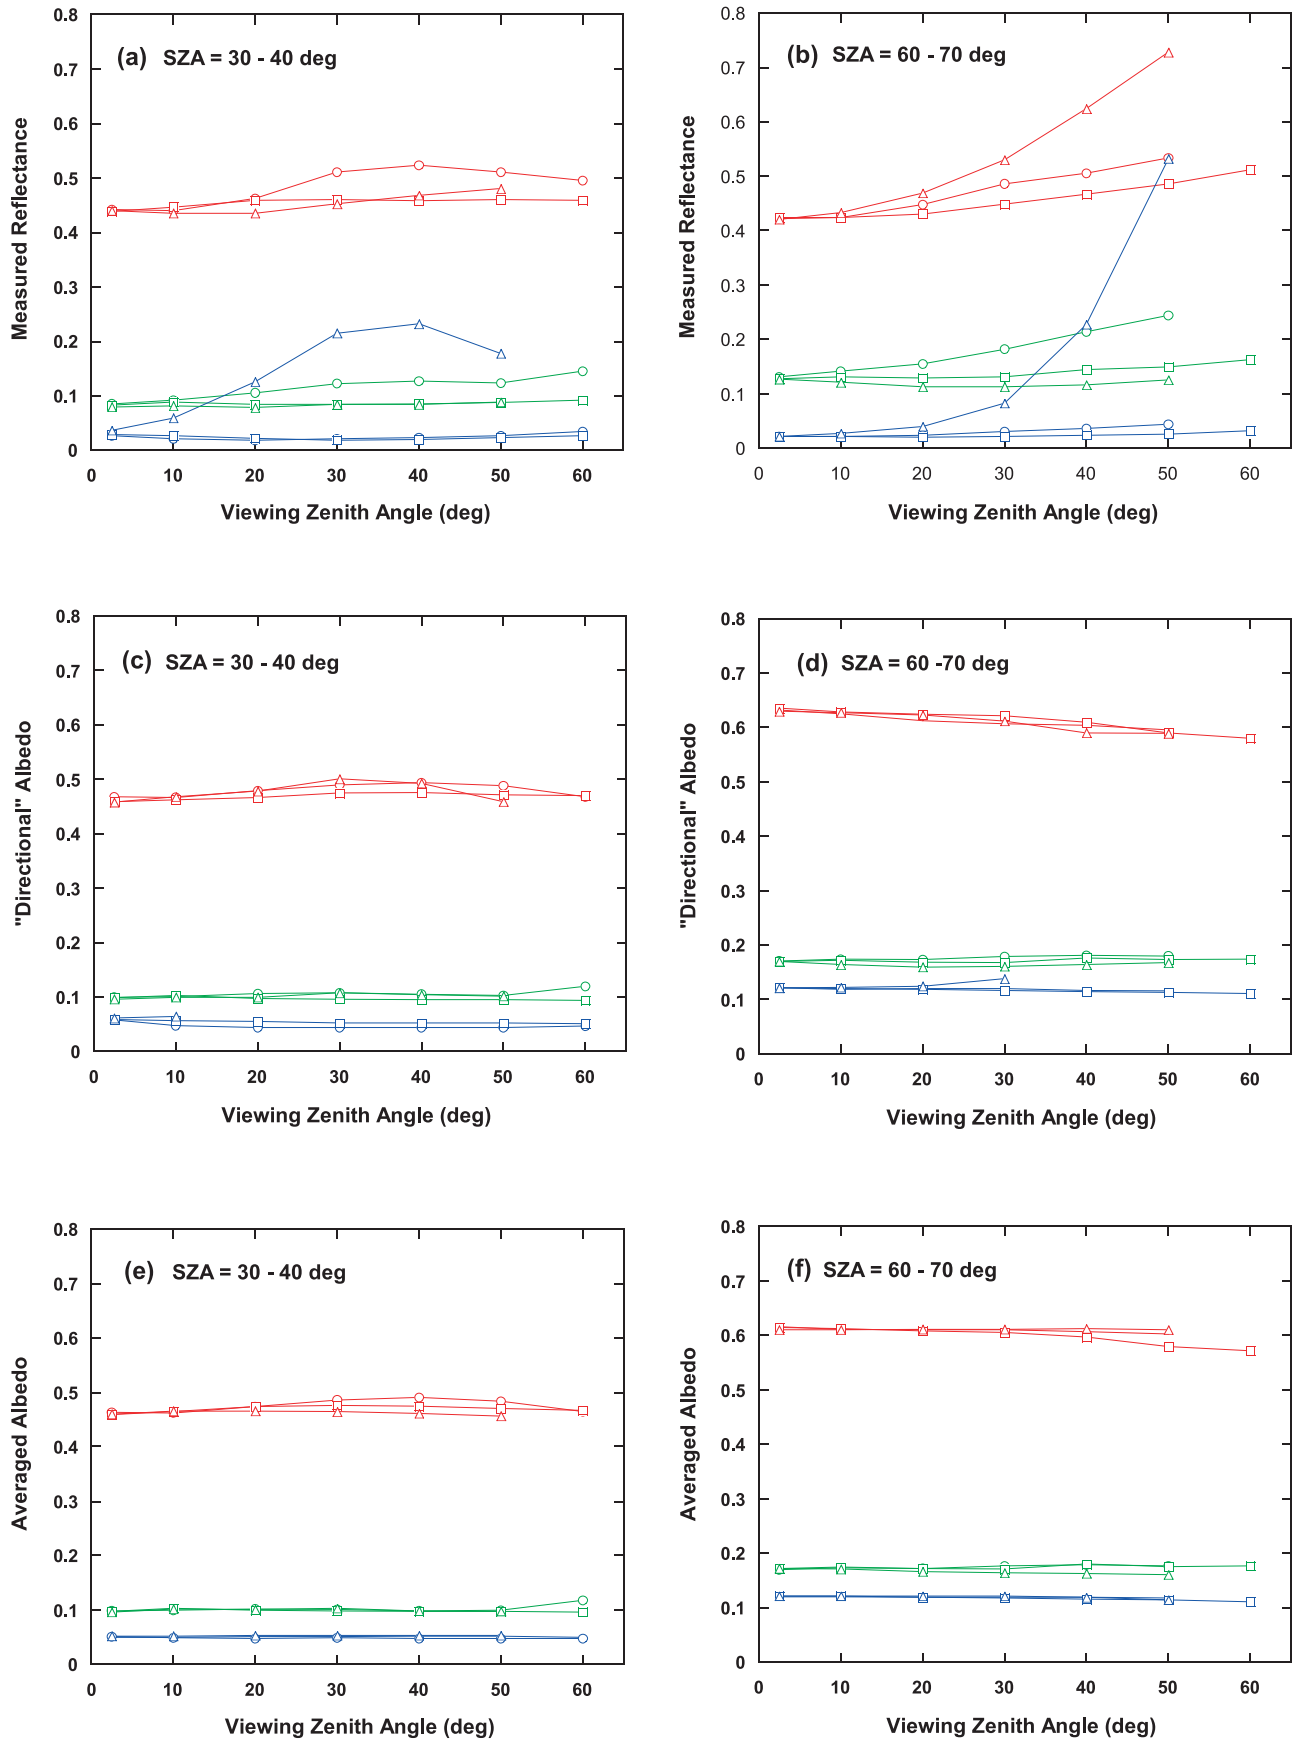 (a) SZA = 30 - 40 deg
Measured Reflectance
0.8
0.7
0.6
0.5
0.4
0.3
0.2
0.1
0
0 10 20 30 40 50 60
Viewing Zenith Angle (deg)
(b) SZA = 60 - 70 deg
Measured Reflectance
0.8
0.7
0.6
0.5
0.4
0.3
0.2
0.1
0
0 10 20 30 40 50 60
Viewing Zenith Angle (deg)
(c) SZA = 30 - 40 deg
"Directional" Albedo
0.8
0.7
0.6
0.5
0.4
0.3
0.2
0.1
0
0 10 20 30 40 50 60
Viewing Zenith Angle (deg)
(d) SZA = 60 -70 deg
"Directional" Albedo
0.8
0.7
0.6
0.5
0.4
0.3
0.2
0.1
0
0 10 20 30 40 50 60
Viewing Zenith Angle (deg)
(e) SZA = 30 - 40 deg
Averaged Albedo
0.8
0.7
0.6
0.5
0.4
0.3
0.2
0.1
0
0 10 20 30 40 50 60
Viewing Zenith Angle (deg)
(f) SZA = 60 - 70 deg
Averaged Albedo
0.8
0.7
0.6
0.5
0.4
0.3
0.2
0.1
0
0 10 20 30 40 50 60
Viewing Zenith Angle (deg)